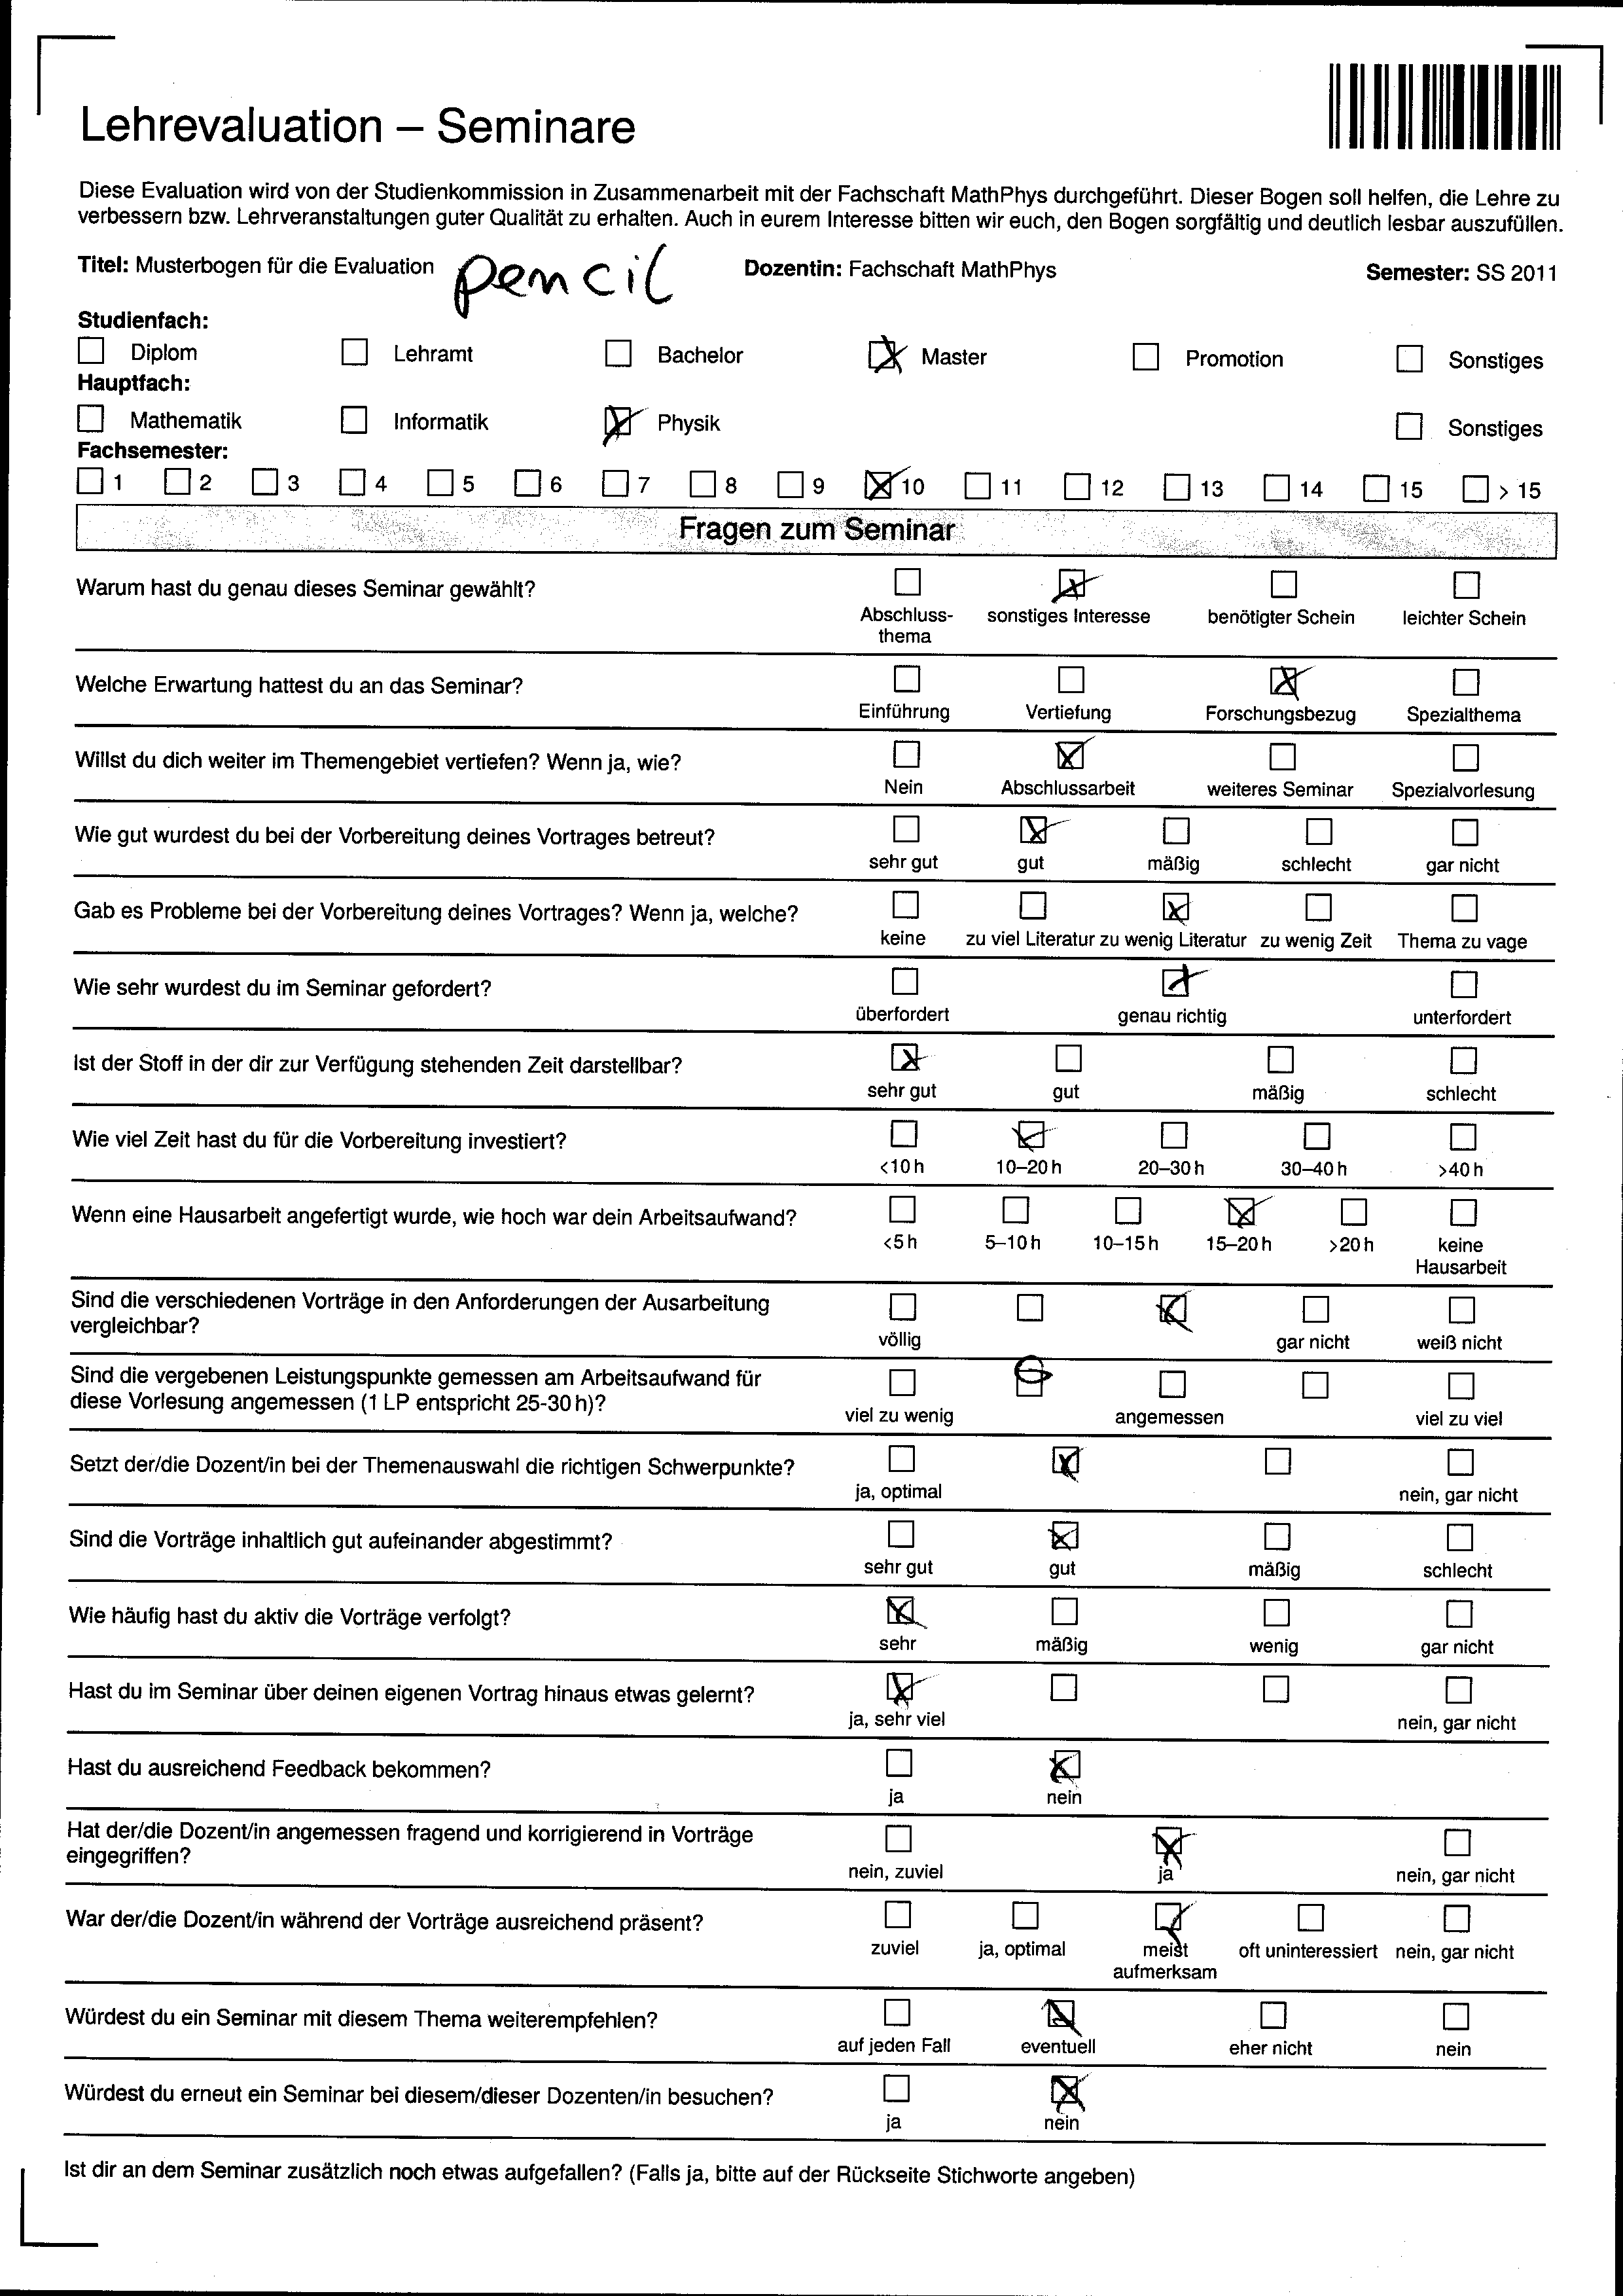 Lehrevaluation – Seminare
Diese Evaluation wird von der Studienkommission in Zusammenarbeit mit der Fachschaft MathPhys durchgeführt. Dieser Bogen soll helfen, die Lehre zu
verbessern bzw. Lehrveranstaltungen guter Qualität zu erhalten. Auch in eurem Interesse bitten wir euch, den Bogen sorgfältig und deutlich lesbar auszufüllen.
Titel: Musterbogen für die Evaluation pencil Dozentin: Fachschaft MathPhys Semester: SS 2011
Studienfach:
Diplom Lehramt Bachelor Master Promotion Sonstiges
Hauptfach:
Mathematik Informatik Physik Sonstiges
Fachsemester:
1 2 3 4 5 6 7 8 9 10 11 12 13 14 15 > 15
Fragen zum Seminar
Warum hast du genau dieses Seminar gewählt?
Abschluss- sonstiges Interesse benötigter Schein leichter Schein
thema
Welche Erwartung hattest du an das Seminar?
Einführung Vertiefung Forschungsbezug Spezialthema
Willst du dich weiter im Themengebiet vertiefen? Wenn ja, wie?
Nein Abschlussarbeit weiteres Seminar Spezialvorlesung
Wie gut wurdest du bei der Vorbereitung deines Vortrages betreut?
sehr gut gut mäßig schlecht gar nicht
Gab es Probleme bei der Vorbereitung deines Vortrages? Wenn ja, welche?
keine zu viel Literatur zu wenig Literatur zu wenig Zeit Thema zu vage
Wie sehr wurdest du im Seminar gefordert?
überfordert genau richtig unterfordert
Ist der Stoff in der dir zur Verfügung stehenden Zeit darstellbar?
sehr gut gut mäßig schlecht
Wie viel Zeit hast du für die Vorbereitung investiert?
<10 h 10–20 h 20–30 h 30–40 h >40 h
Wenn eine Hausarbeit angefertigt wurde, wie hoch war dein Arbeitsaufwand?
<5 h 5–10 h 10–15 h 15–20 h >20 h keine
Hausarbeit
Sind die verschiedenen Vorträge in den Anforderungen der Ausarbeitung
vergleichbar?
völlig gar nicht weiß nicht
Sind die vergebenen Leistungspunkte gemessen am Arbeitsaufwand für
diese Vorlesung angemessen (1 LP entspricht 25-30 h)?
viel zu wenig angemessen viel zu viel
Setzt der/die Dozent/in bei der Themenauswahl die richtigen Schwerpunkte?
ja, optimal nein, gar nicht
Sind die Vorträge inhaltlich gut aufeinander abgestimmt?
sehr gut gut mäßig schlecht
Wie häufig hast du aktiv die Vorträge verfolgt?
sehr mäßig wenig gar nicht
Hast du im Seminar über deinen eigenen Vortrag hinaus etwas gelernt?
ja, sehr viel nein, gar nicht
Hast du ausreichend Feedback bekommen?
ja nein
Hat der/die Dozent/in angemessen fragend und korrigierend in Vorträge
eingegriffen?
nein, zuviel ja nein, gar nicht
War der/die Dozent/in während der Vorträge ausreichend präsent?
zuviel ja, optimal meist oft uninteressiert nein, gar nicht
aufmerksam
Würdest du ein Seminar mit diesem Thema weiterempfehlen?
auf jeden Fall eventuell eher nicht nein
Würdest du erneut ein Seminar bei diesem/dieser Dozenten/in besuchen?
ja nein
Ist dir an dem Seminar zusätzlich noch etwas aufgefallen? (Falls ja, bitte auf der Rückseite Stichworte angeben)